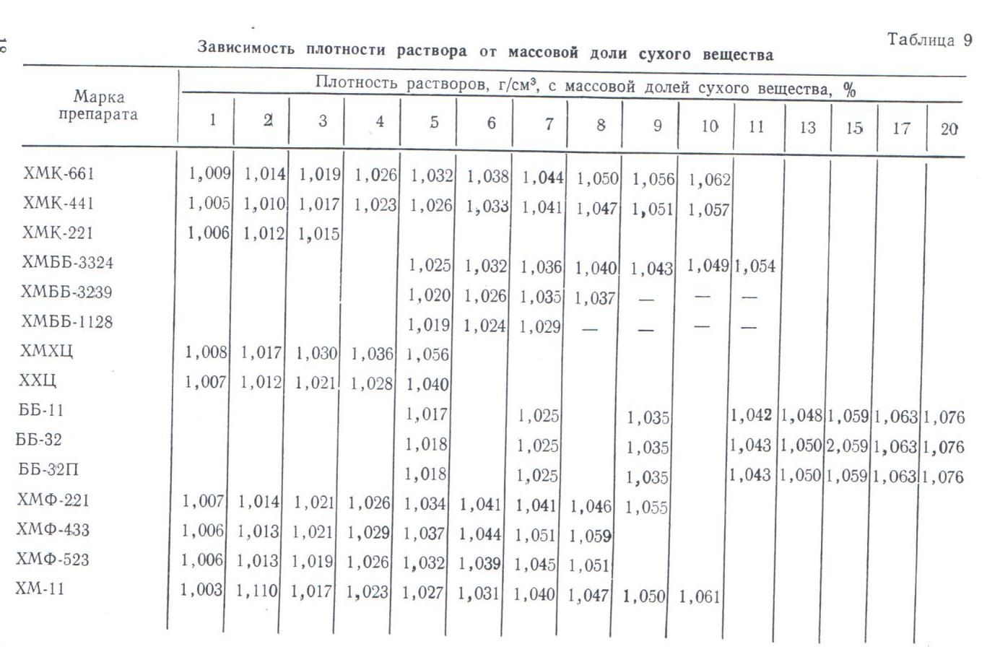 18
Таблица 9
Зависимость плотности раствора от массовой доли сухого вещества
Марка препарата
Плотность растворов, г/см³, с массовой долей сухого вещества, %
1 2 3 4 5 6 7 8 9 10 11 13 15 17 20
ХМК-661 1,009 1,014 1,019 1,026 1,032 1,038 1,044 1,050 1,056 1,062
ХМК-441 1,005 1,010 1,017 1,023 1,026 1,033 1,041 1,047 1,051 1,057
ХМК-221 1,006 1,012 1,015
ХМББ-3324 1,025 1,032 1,036 1,040 1,043 1,049 1,054
ХМББ-3239 1,020 1,026 1,035 1,037 — — —
ХМББ-1128 1,019 1,024 1,029 — — — —
ХМХЦ 1,008 1,017 1,030 1,036 1,056
ХХЦ 1,007 1,012 1,021 1,028 1,040
ББ-11 1,017 1,025 1,035 1,042 1,048 1,059 1,063 1,076
ББ-32 1,018 1,025 1,035 1,043 1,050 2,059 1,063 1,076
ББ-32П 1,018 1,025 1,035 1,043 1,050 1,059 1,063 1,076
ХМФ-221 1,007 1,014 1,021 1,026 1,034 1,041 1,041 1,046 1,055
ХМФ-433 1,006 1,013 1,021 1,029 1,037 1,044 1,051 1,059
ХМФ-523 1,006 1,013 1,019 1,026 1,032 1,039 1,045 1,051
ХМ-11 1,003 1,110 1,017 1,023 1,027 1,031 1,040 1,047 1,050 1,061